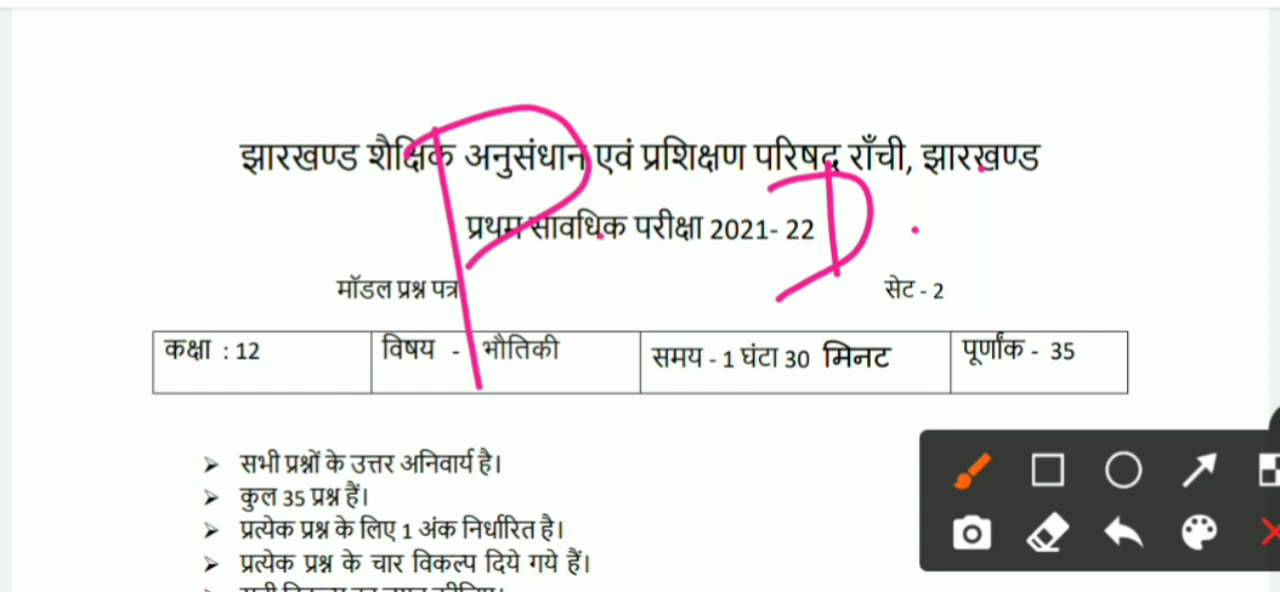 झारखण्ड शैक्षिक अनुसंधान एवं प्रशिक्षण परिषद राँची, झारखण्ड
प्रथम सावधिक परीक्षा 2021- 22
मॉडल प्रश्न पत्र सेट - 2
कक्षा : 12 विषय - भौतिकी समय - 1 घंटा 30 मिनट पूर्णांक - 35
P D.
➢ सभी प्रश्नों के उत्तर अनिवार्य है।
➢ कुल 35 प्रश्न हैं।
➢ प्रत्येक प्रश्न के लिए 1 अंक निर्धारित है।
➢ प्रत्येक प्रश्न के चार विकल्प दिये गये हैं।